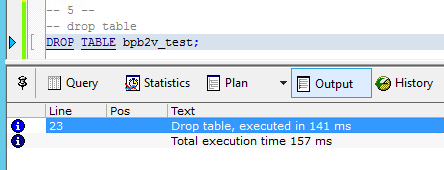 -- 5 --
-- drop table
DROP TABLE bpb2v_test;
Query Statistics Plan Output History
Line Pos Text
23 Drop table, executed in 141 ms
Total execution time 157 ms